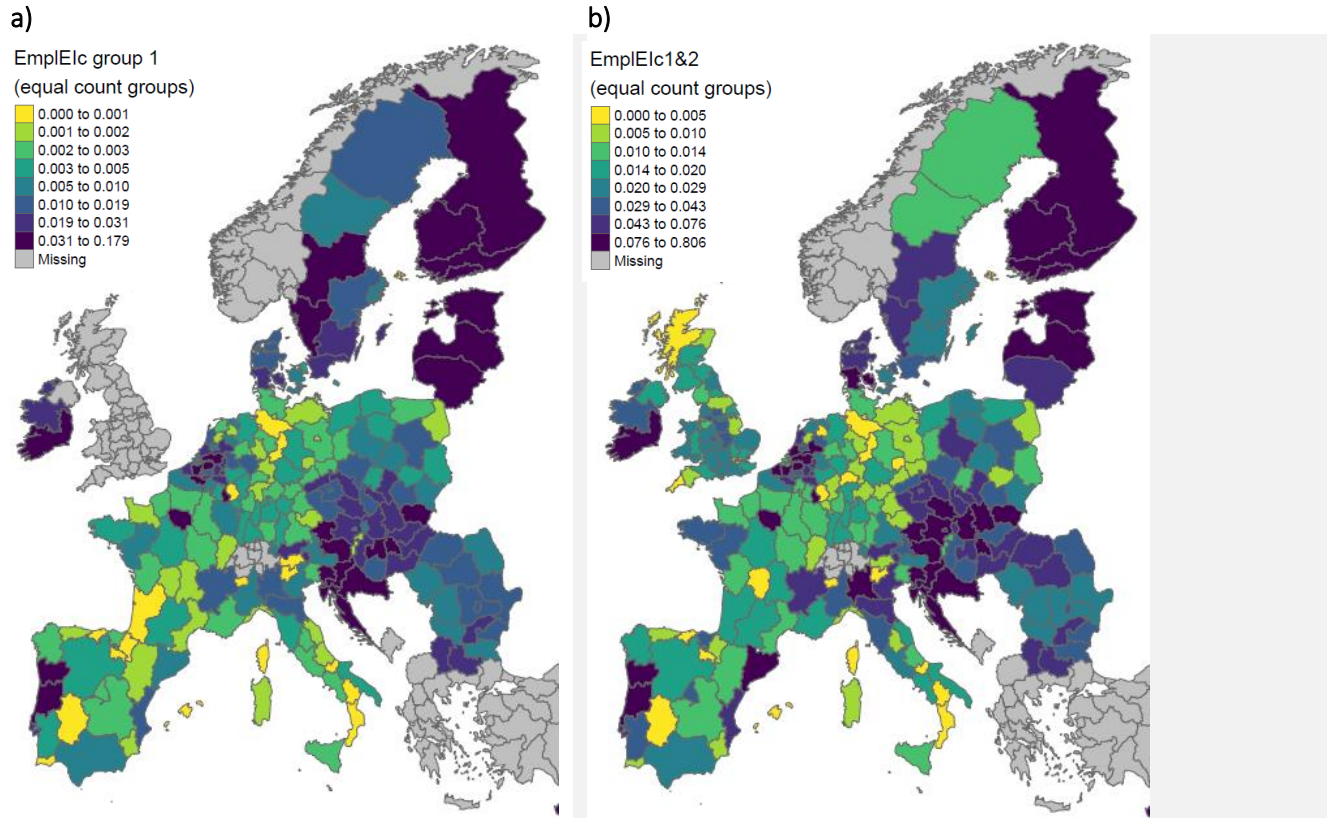 a)
EmplEIc group 1
(equal count groups)
0.000 to 0.001
0.001 to 0.002
0.002 to 0.003
0.003 to 0.005
0.005 to 0.010
0.010 to 0.019
0.019 to 0.031
0.031 to 0.179
Missing
b)
EmplEIc1&2
(equal count groups)
0.000 to 0.005
0.005 to 0.010
0.010 to 0.014
0.014 to 0.020
0.020 to 0.029
0.029 to 0.043
0.043 to 0.076
0.076 to 0.806
Missing